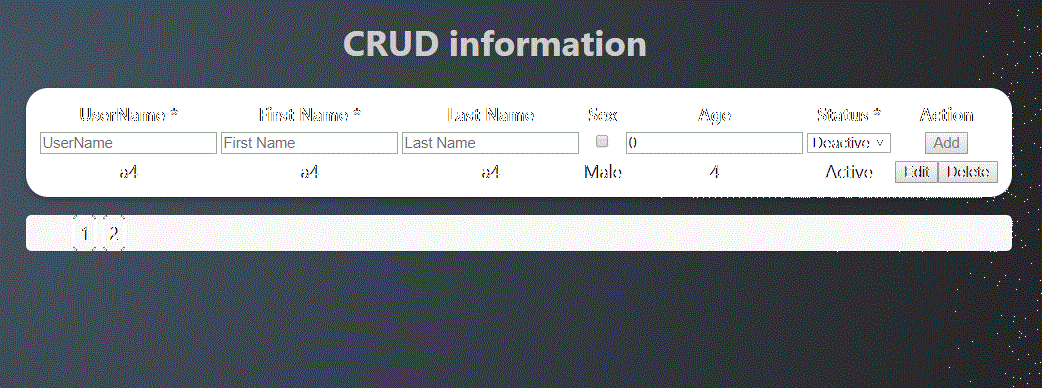 CRUD information
UserName * First Name * Last Name Sex Age Status * Action
UserName First Name Last Name 0 Deactive Add
a4 a4 a4 Male 4 Active Edit Delete
1 2